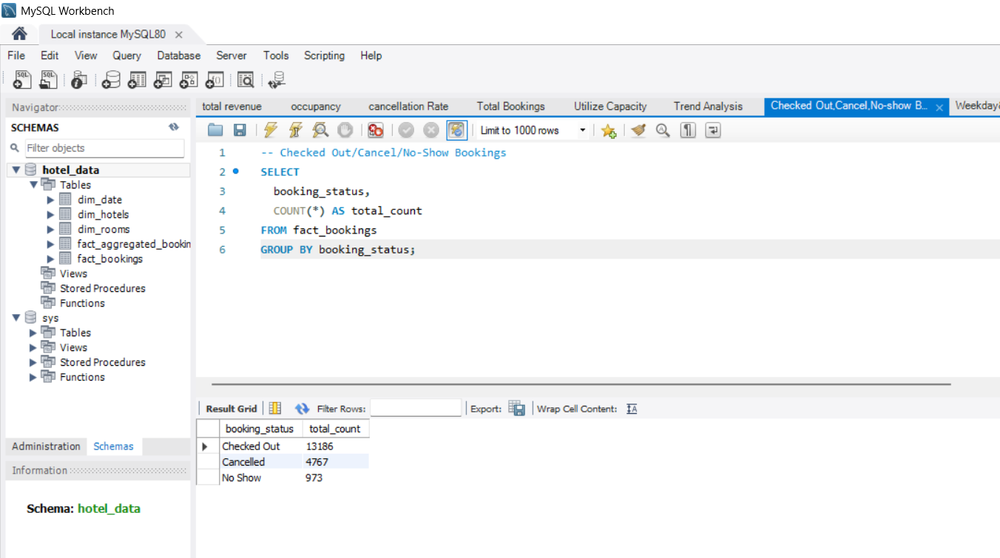 MySQL Workbench
Local instance MySQL80
File Edit View Query Database Server Tools Scripting Help
Navigator
SCHEMAS
Filter objects
hotel_data
Tables
dim_date
dim_hotels
dim_rooms
fact_aggregated_bookin
fact_bookings
Views
Stored Procedures
Functions
sys
Tables
Views
Stored Procedures
Functions
Administration Schemas
Information
Schema: hotel_data
total revenue occupancy cancellation Rate Total Bookings Utilize Capacity Trend Analysis Checked Out,Cancel,No-show B... Weekday&
Limit to 1000 rows
1 -- Checked Out/Cancel/No-Show Bookings
2 SELECT
3 booking_status,
4 COUNT(*) AS total_count
5 FROM fact_bookings
6 GROUP BY booking_status;
Result Grid Filter Rows: Export: Wrap Cell Content:
booking_status total_count
Checked Out 13186
Cancelled 4767
No Show 973